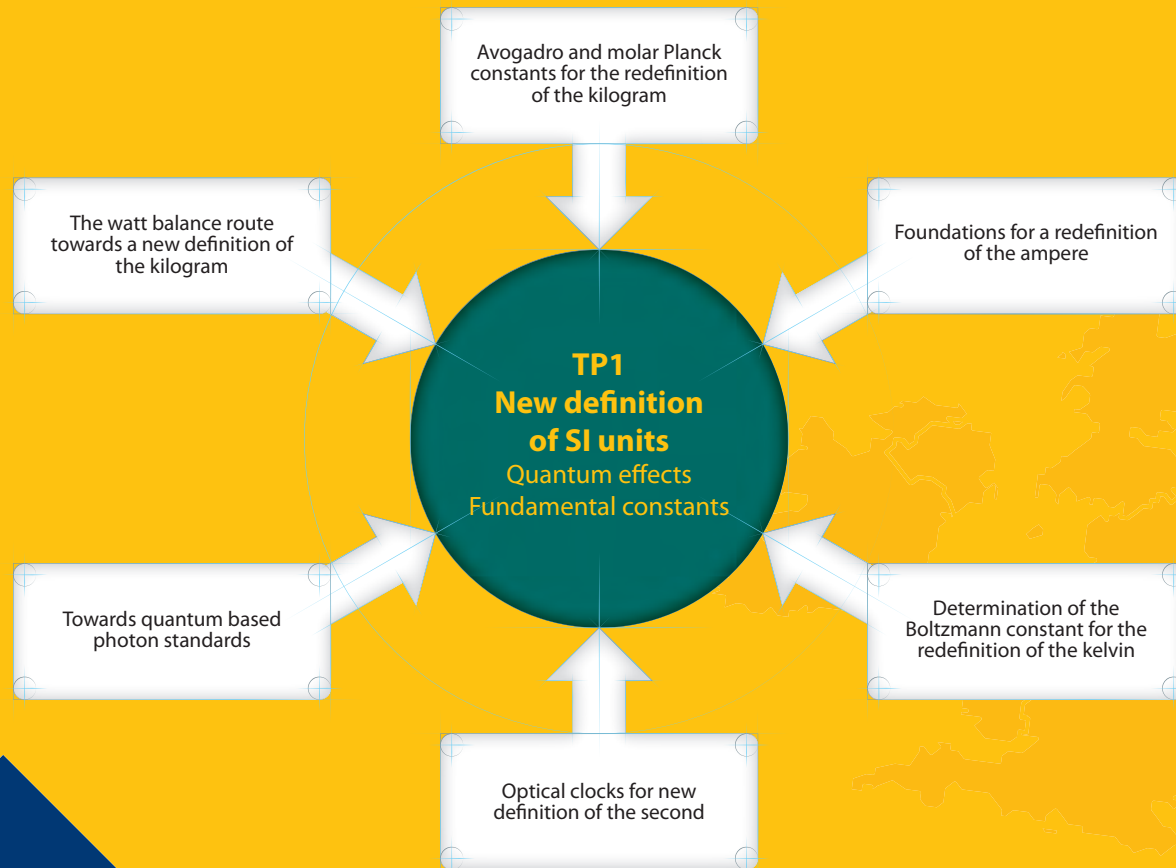 Avogadro and molar Planck
constants for the redefinition
of the kilogram
The watt balance route
towards a new definition of
the kilogram
Foundations for a redefinition
of the ampere
TP1
New definition
of SI units
Quantum effects
Fundamental constants
Towards quantum based
photon standards
Determination of the
Boltzmann constant for the
redefinition of the kelvin
Optical clocks for new
definition of the second